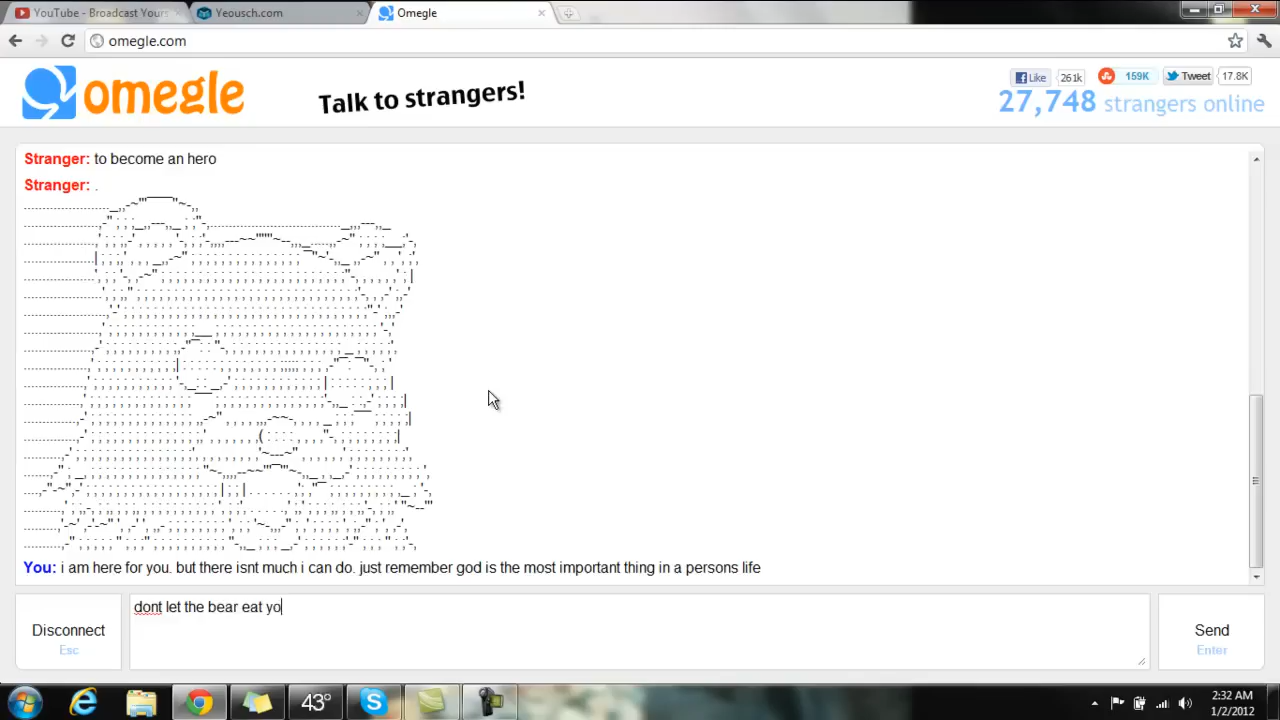 YouTube - Broadcast Yours
Yeousch.com
Omegle
omegle.com
omegle
Talk to strangers!
Like
261k
159K
Tweet
17.8K
27,748 strangers online
Stranger: to become an hero
Stranger: .
You: i am here for you. but there isnt much i can do. just remember god is the most important thing in a persons life
dont let the bear eat yo
Disconnect
Esc
Send
Enter
43°
2:32 AM
1/2/2012